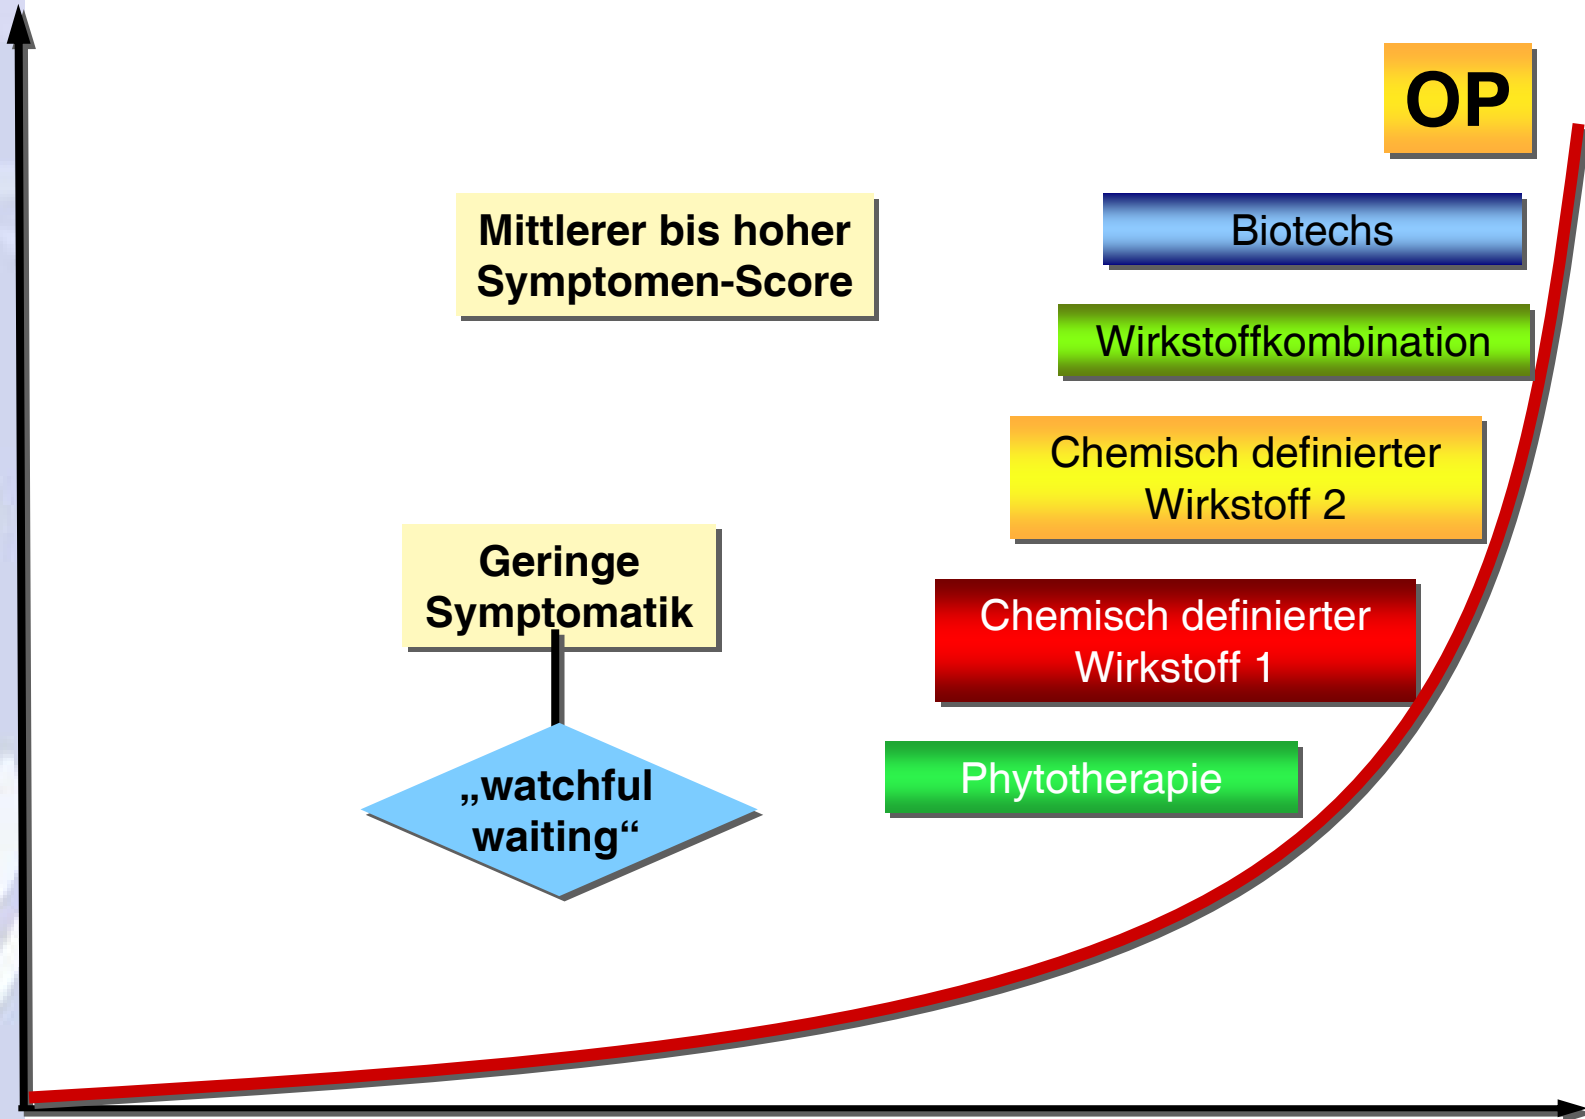 OP
Mittlerer bis hoher
Symptomen-Score
Biotechs
Wirkstoffkombination
Chemisch definierter
Wirkstoff 2
Geringe
Symptomatik
Chemisch definierter
Wirkstoff 1
„watchful
waiting“
Phytotherapie